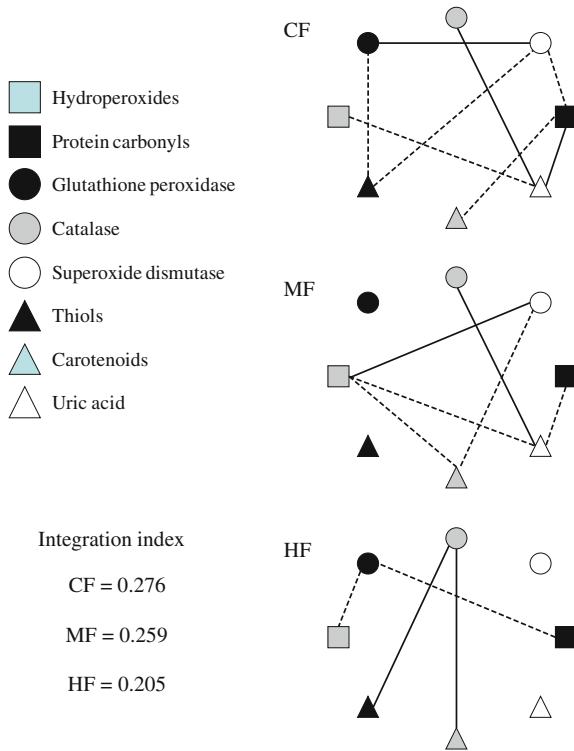 CF
Hydroperoxides
Protein carbonyls
Glutathione peroxidase
Catalase
Superoxide dismutase
Thiols
Carotenoids
Uric acid
MF
Integration index
CF = 0.276
MF = 0.259
HF = 0.205
HF